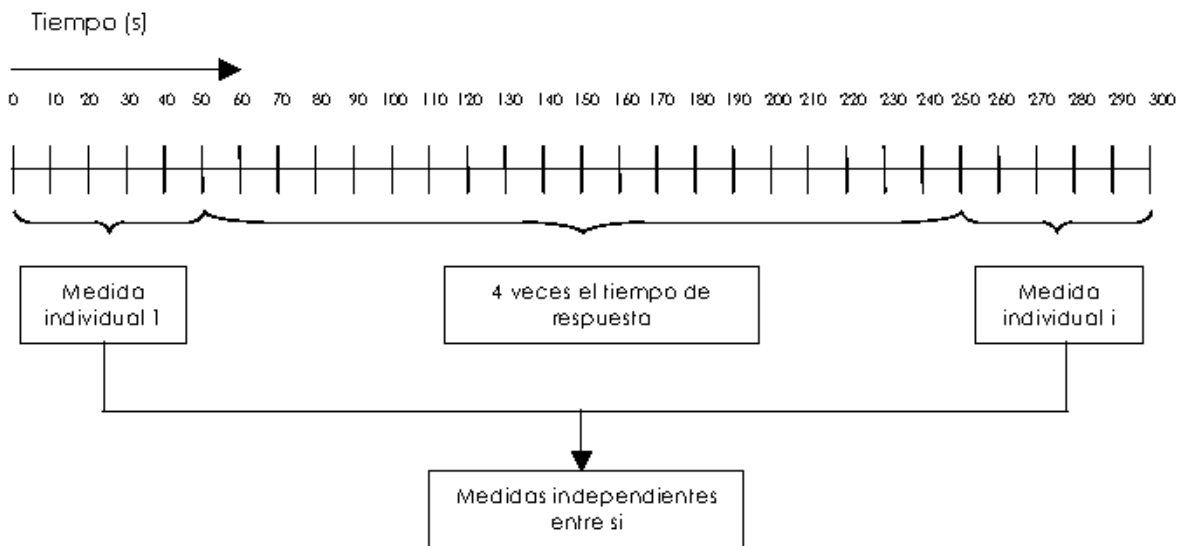 Tiempo (s)
0 10 20 30 40 50 60 70 80 90 100 110 120 130 140 150 160 170 180 190 200 210 220 230 240 250 260 270 280 290 300
Medida
individual 1
4 veces el tiempo de
respuesta
Medida
individual i
Medidas independientes
entre si